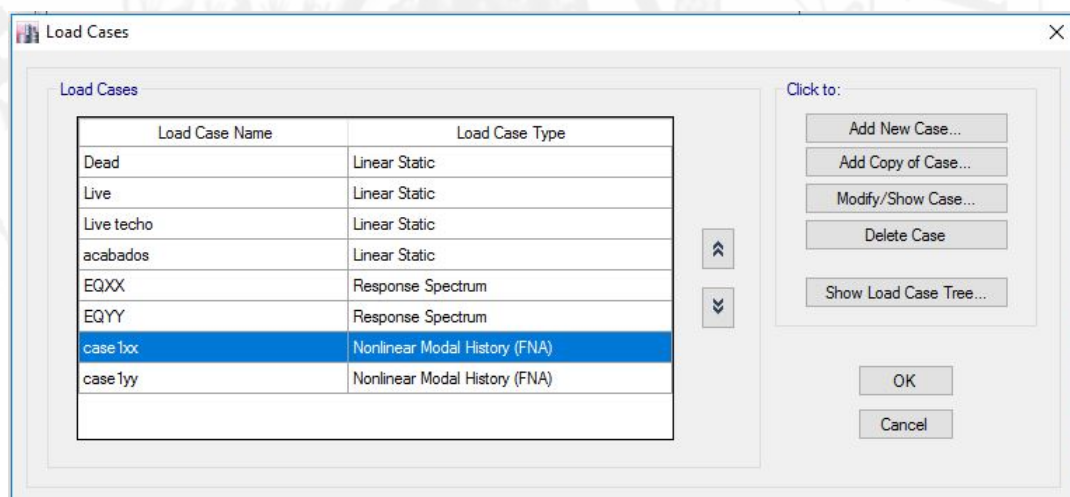 Load Cases
Load Cases
Load Case Name Load Case Type
Dead Linear Static
Live Linear Static
Live techo Linear Static
acabados Linear Static
EQXX Response Spectrum
EQYY Response Spectrum
case1xx Nonlinear Modal History (FNA)
case1yy Nonlinear Modal History (FNA)
Click to:
Add New Case...
Add Copy of Case...
Modify/Show Case...
Delete Case
Show Load Case Tree...
OK
Cancel